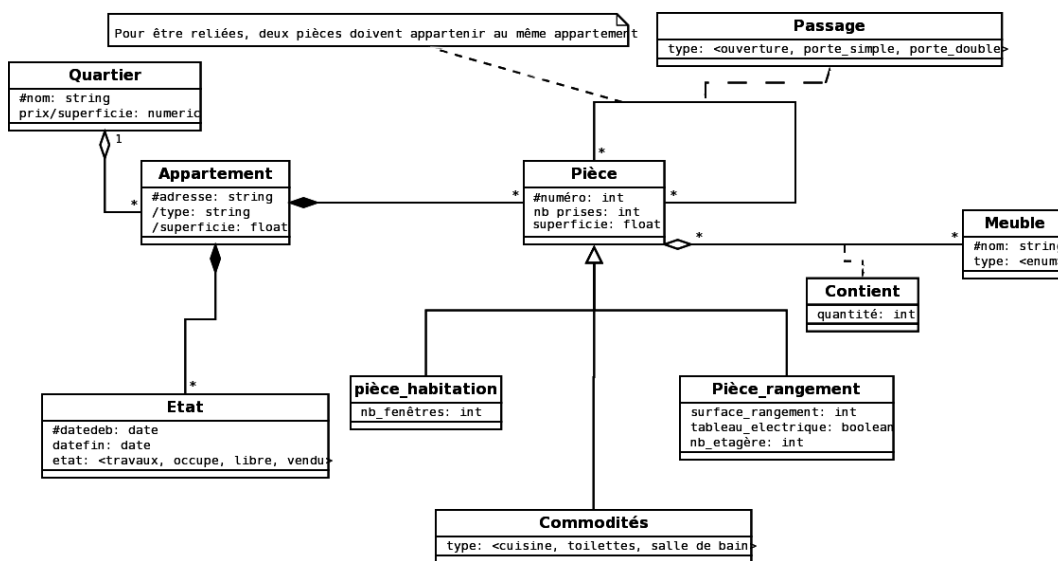 Pour être reliées, deux pièces doivent appartenir au même appartement
Passage
type: <ouverture, porte_simple, porte_double>
Quartier
#nom: string
prix/superficie: numeric
1
*
Appartement
#adresse: string
/type: string
/superficie: float
*
*
*
Pièce
#numéro: int
nb prises: int
superficie: float
*
*
Meuble
#nom: string
type: <enum>
Contient
quantité: int
*
Etat
#datedeb: date
datefin: date
etat: <travaux, occupe, libre, vendu>
pièce_habitation
nb_fenêtres: int
Pièce_rangement
surface_rangement: int
tableau_electrique: boolean
nb_etagère: int
Commodités
type: <cuisine, toilettes, salle de bain>